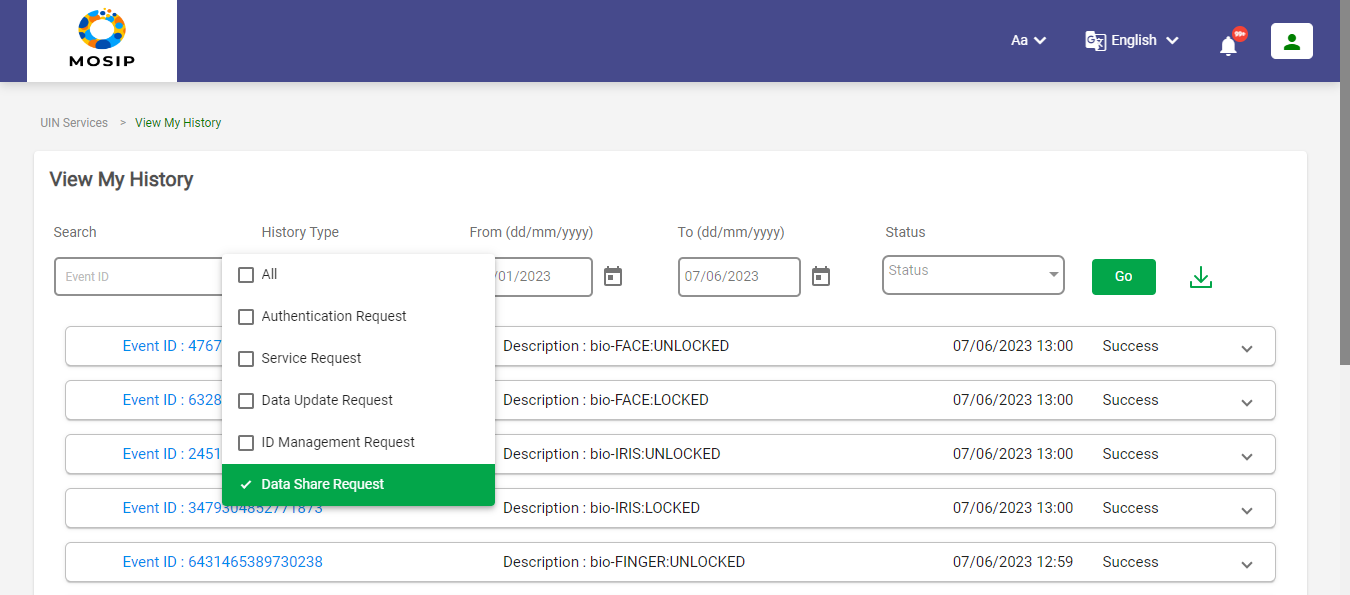 MOSIP
Aa
English
99+
UIN Services > View My History
View My History
Search
History Type
From (dd/mm/yyyy)
To (dd/mm/yyyy)
Status
Event ID
/01/2023
07/06/2023
Status
Go
All
Authentication Request
Service Request
Data Update Request
ID Management Request
Data Share Request
Event ID : 4767 Description : bio-FACE:UNLOCKED 07/06/2023 13:00 Success
Event ID : 6328 Description : bio-FACE:LOCKED 07/06/2023 13:00 Success
Event ID : 2451 Description : bio-IRIS:UNLOCKED 07/06/2023 13:00 Success
Event ID : 3479304852771873 Description : bio-IRIS:LOCKED 07/06/2023 13:00 Success
Event ID : 6431465389730238 Description : bio-FINGER:UNLOCKED 07/06/2023 12:59 Success